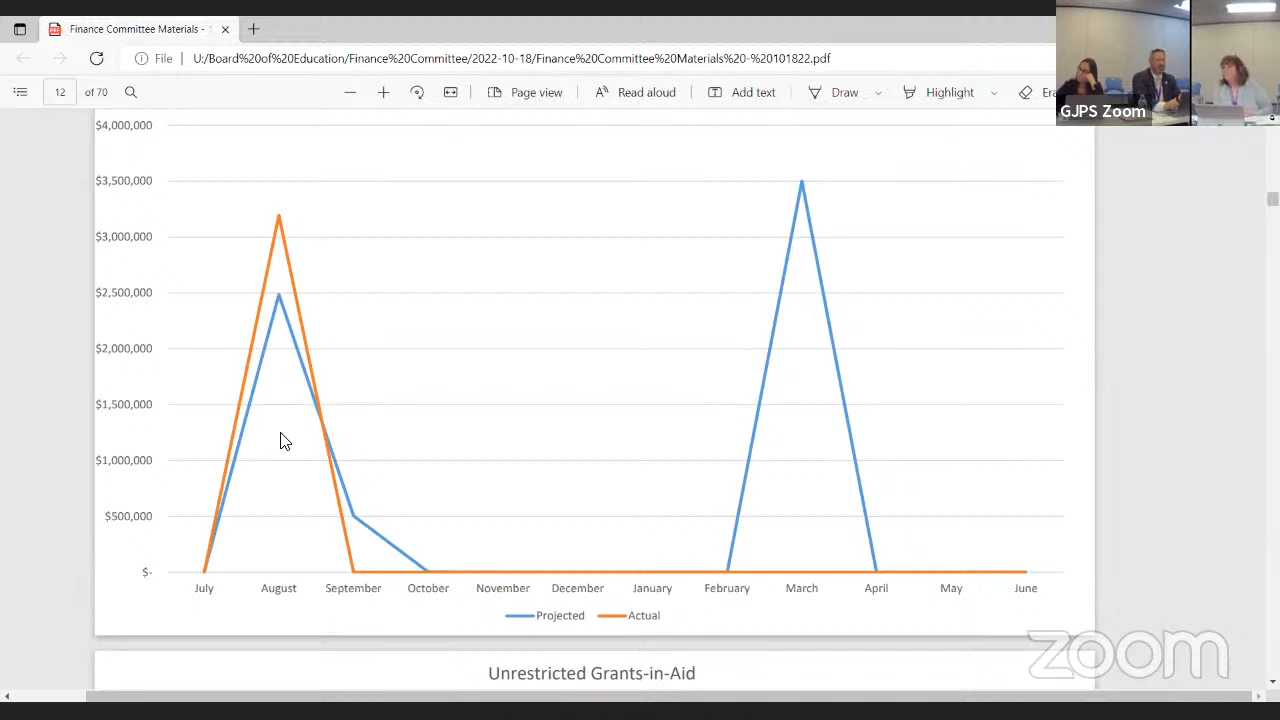 Finance Committee Materials - 1
File
U:/Board%20of%20Education/Finance%20Committee/2022-10-18/Finance%20Committee%20Materials%20-%20101822.pdf
12 of 70
Page view
Read aloud
Add text
Draw
Highlight
Era
GJPS Zoom
$4,000,000
$3,500,000
$3,000,000
$2,500,000
$2,000,000
$1,500,000
$1,000,000
$500,000
$-
July August September October November December January February March April May June
Projected Actual
Unrestricted Grants-in-Aid
zoom